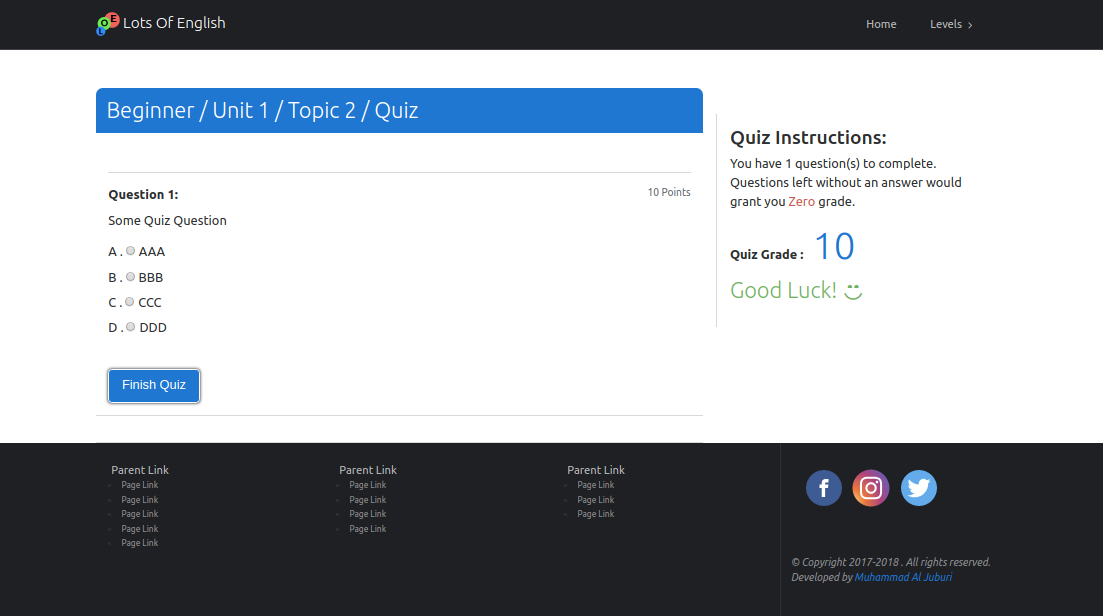 LOE Lots Of English
Home
Levels
Beginner / Unit 1 / Topic 2 / Quiz
Question 1:
10 Points
Some Quiz Question
A . AAA
B . BBB
C . CCC
D . DDD
Finish Quiz
Quiz Instructions:
You have 1 question(s) to complete.
Questions left without an answer would
grant you Zero grade.
Quiz Grade : 10
Good Luck!
Parent Link
Page Link
Page Link
Page Link
Page Link
Page Link
Parent Link
Page Link
Page Link
Page Link
Page Link
Parent Link
Page Link
Page Link
Page Link
© Copyright 2017-2018 . All rights reserved.
Developed by Muhammad Al Juburi